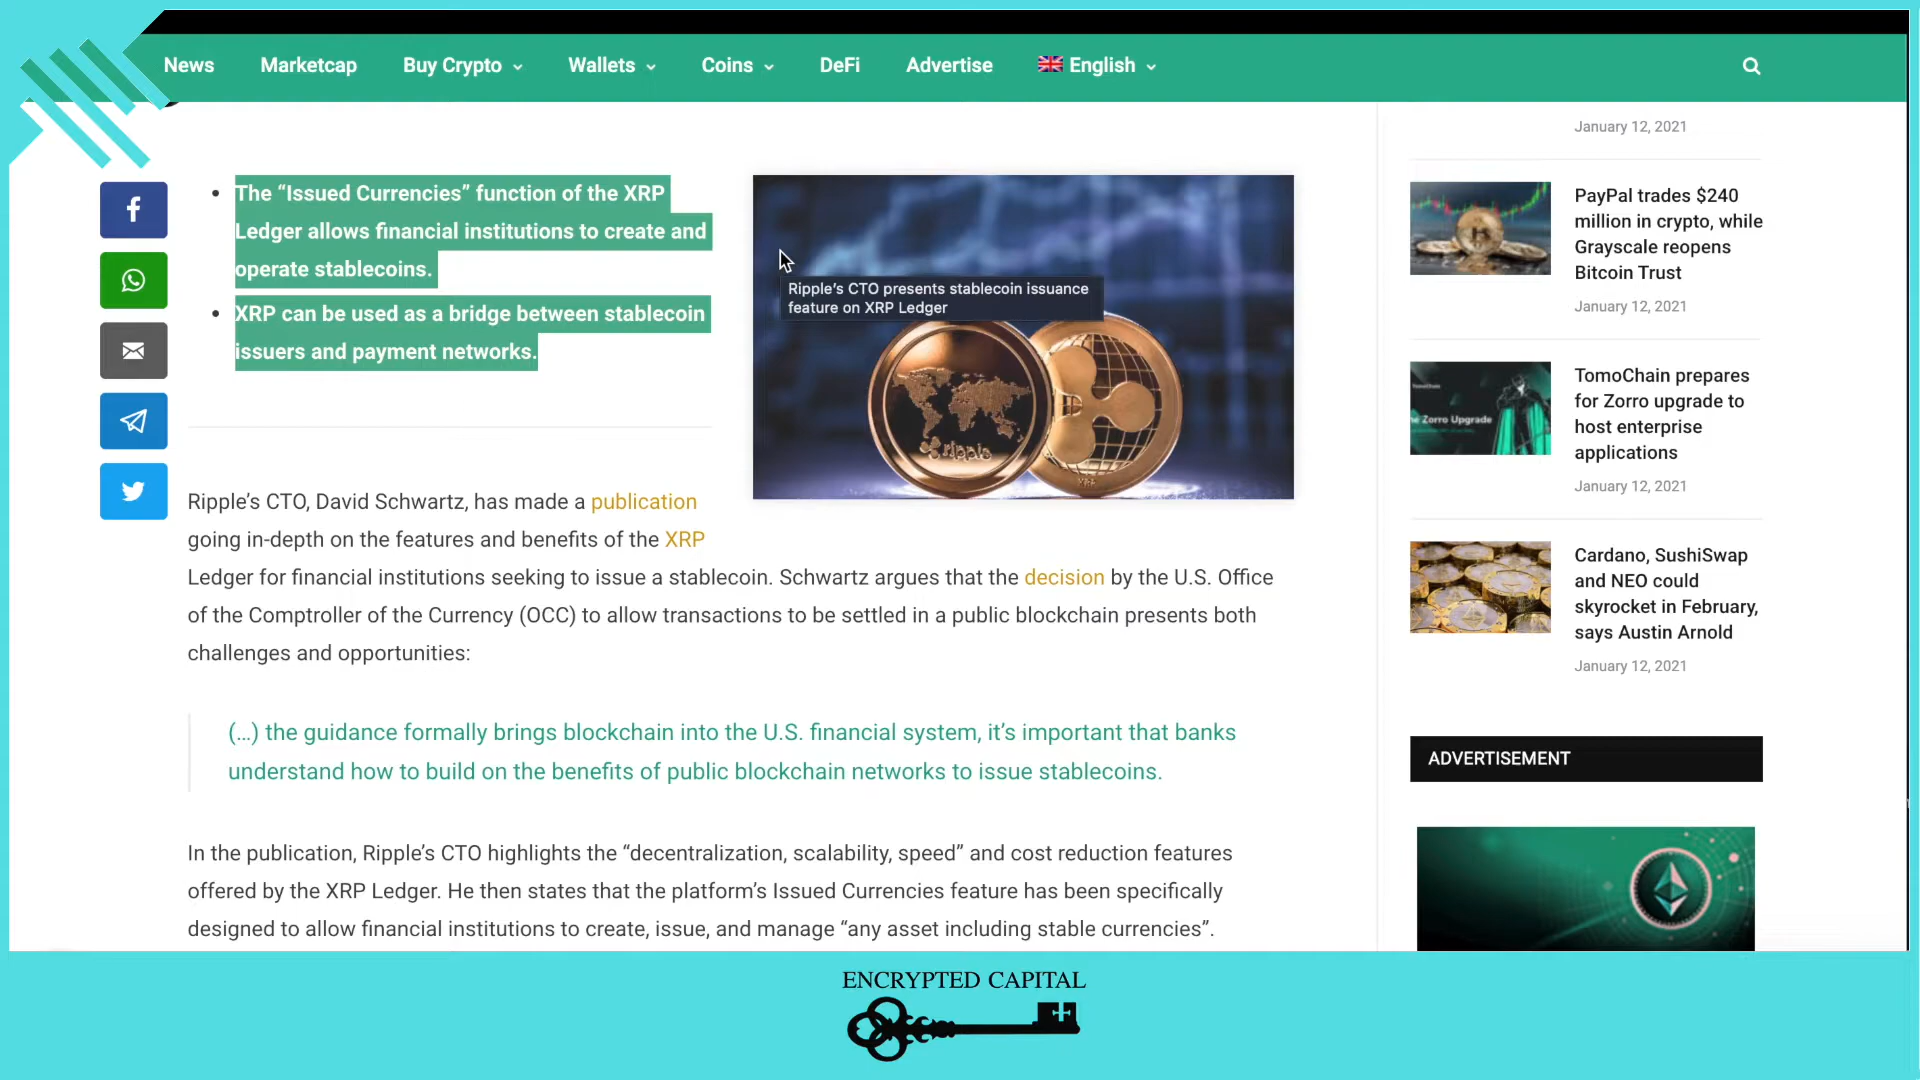 News Marketcap Buy Crypto Wallets Coins DeFi Advertise English
The “Issued Currencies” function of the XRP
Ledger allows financial institutions to create and
operate stablecoins.
XRP can be used as a bridge between stablecoin
issuers and payment networks.
Ripple’s CTO presents stablecoin issuance
feature on XRP Ledger
ripple
Ripple’s CTO, David Schwartz, has made a publication
going in-depth on the features and benefits of the XRP
Ledger for financial institutions seeking to issue a stablecoin. Schwartz argues that the decision by the U.S. Office
of the Comptroller of the Currency (OCC) to allow transactions to be settled in a public blockchain presents both
challenges and opportunities:
(…) the guidance formally brings blockchain into the U.S. financial system, it’s important that banks
understand how to build on the benefits of public blockchain networks to issue stablecoins.
In the publication, Ripple’s CTO highlights the “decentralization, scalability, speed” and cost reduction features
offered by the XRP Ledger. He then states that the platform’s Issued Currencies feature has been specifically
designed to allow financial institutions to create, issue, and manage “any asset including stable currencies”.
January 12, 2021
PayPal trades $240
million in crypto, while
Grayscale reopens
Bitcoin Trust
January 12, 2021
Zorro Upgrade
TomoChain prepares
for Zorro upgrade to
host enterprise
applications
January 12, 2021
Cardano, SushiSwap
and NEO could
skyrocket in February,
says Austin Arnold
January 12, 2021
ADVERTISEMENT
ENCRYPTED CAPITAL